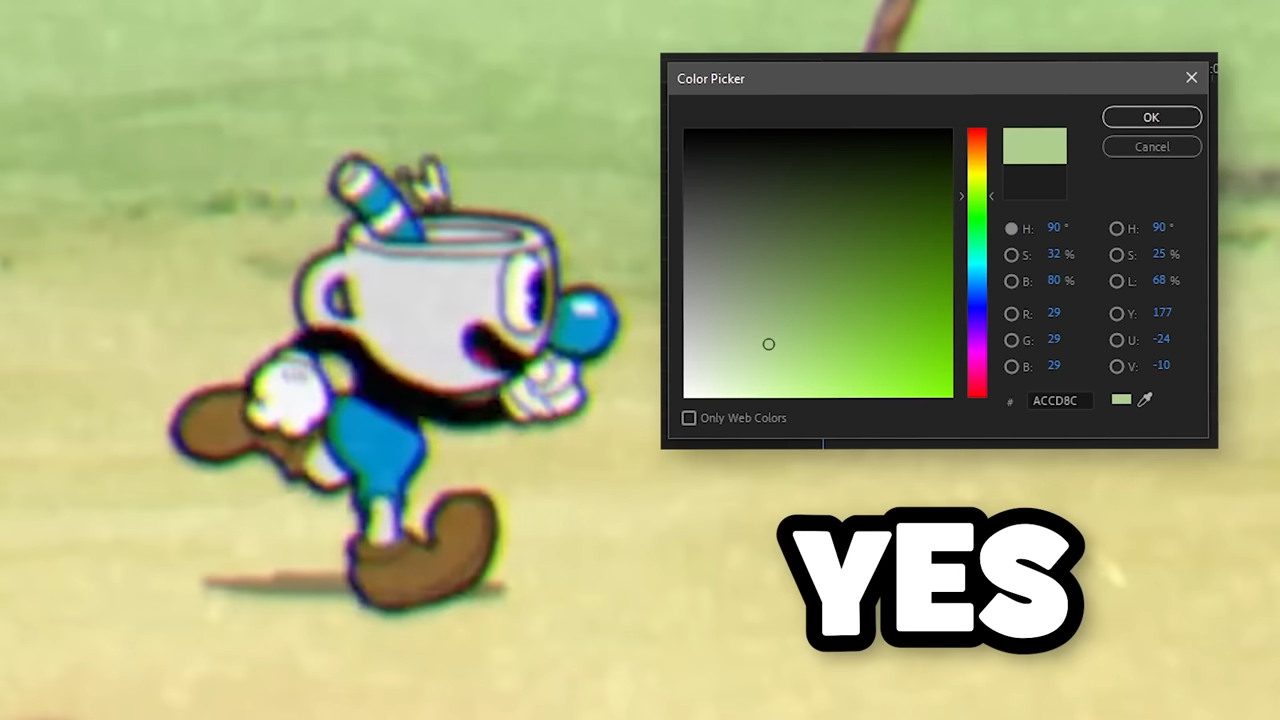 Color Picker
OK
Cancel
H: 90 °
H: 90 °
S: 32 %
S: 25 %
B: 80 %
L: 68 %
R: 29
Y: 177
G: 29
U: -24
B: 29
V: -10
# ACCD8C
Only Web Colors
YES